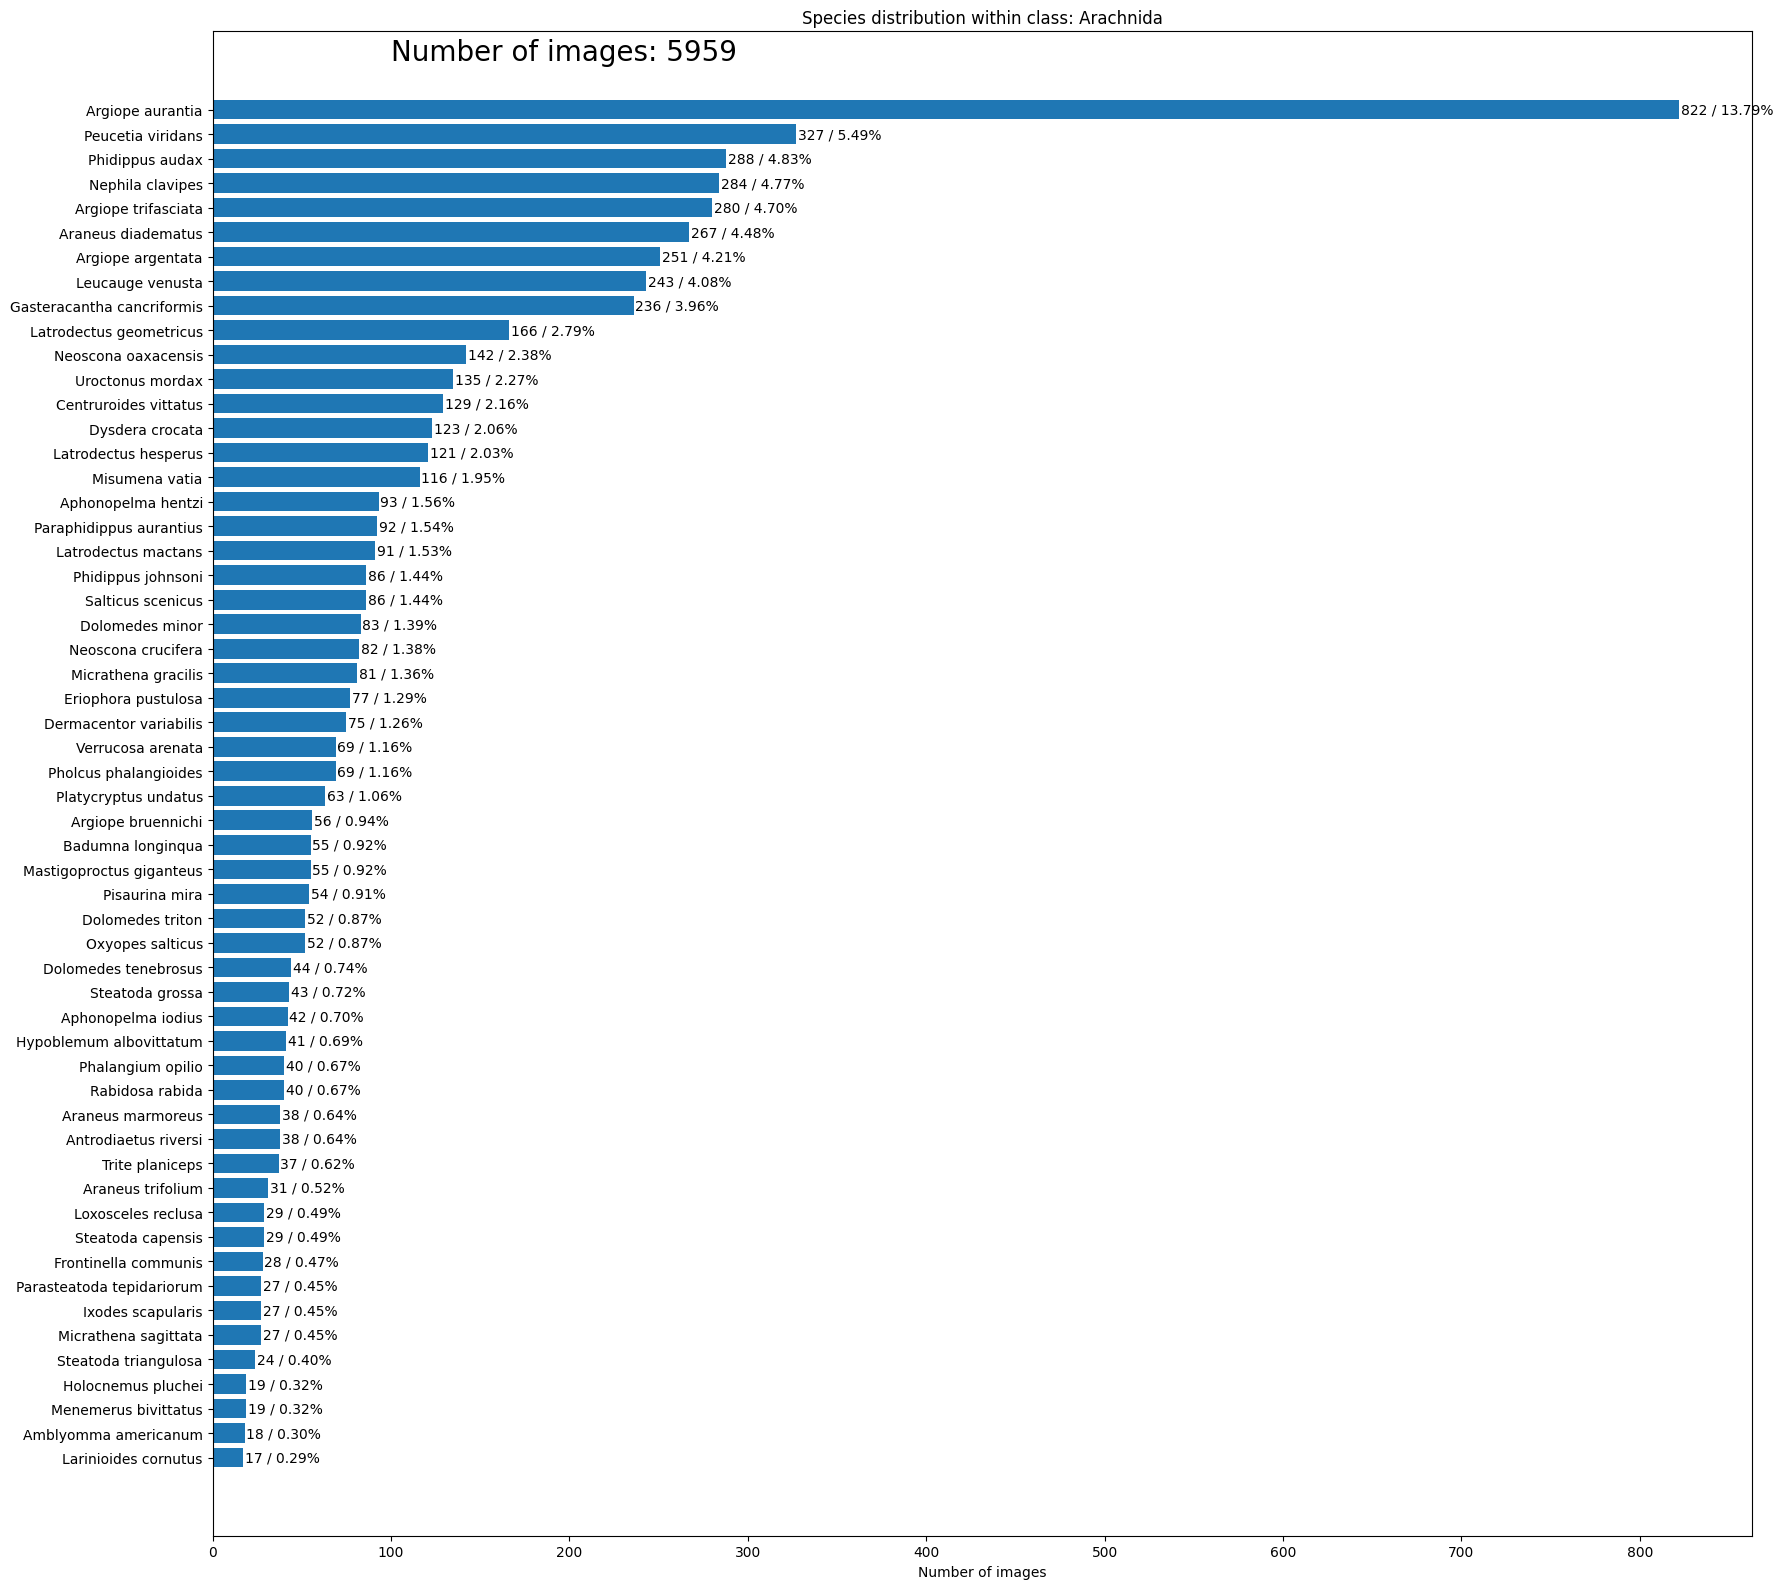 Species distribution within class: Arachnida
Number of images: 5959
Argiope aurantia 822 / 13.79%
Peucetia viridans 327 / 5.49%
Phidippus audax 288 / 4.83%
Nephila clavipes 284 / 4.77%
Argiope trifasciata 280 / 4.70%
Araneus diadematus 267 / 4.48%
Argiope argentata 251 / 4.21%
Leucauge venusta 243 / 4.08%
Gasteracantha cancriformis 236 / 3.96%
Latrodectus geometricus 166 / 2.79%
Neoscona oaxacensis 142 / 2.38%
Uroctonus mordax 135 / 2.27%
Centruroides vittatus 129 / 2.16%
Dysdera crocata 123 / 2.06%
Latrodectus hesperus 121 / 2.03%
Misumena vatia 116 / 1.95%
Aphonopelma hentzi 93 / 1.56%
Paraphidippus aurantius 92 / 1.54%
Latrodectus mactans 91 / 1.53%
Phidippus johnsoni 86 / 1.44%
Salticus scenicus 86 / 1.44%
Dolomedes minor 83 / 1.39%
Neoscona crucifera 82 / 1.38%
Micrathena gracilis 81 / 1.36%
Eriophora pustulosa 77 / 1.29%
Dermacentor variabilis 75 / 1.26%
Verrucosa arenata 69 / 1.16%
Pholcus phalangioides 69 / 1.16%
Platycryptus undatus 63 / 1.06%
Argiope bruennichi 56 / 0.94%
Badumna longinqua 55 / 0.92%
Mastigoproctus giganteus 55 / 0.92%
Pisaurina mira 54 / 0.91%
Dolomedes triton 52 / 0.87%
Oxyopes salticus 52 / 0.87%
Dolomedes tenebrosus 44 / 0.74%
Steatoda grossa 43 / 0.72%
Aphonopelma iodius 42 / 0.70%
Hypoblemum albovittatum 41 / 0.69%
Phalangium opilio 40 / 0.67%
Rabidosa rabida 40 / 0.67%
Araneus marmoreus 38 / 0.64%
Antrodiaetus riversi 38 / 0.64%
Trite planiceps 37 / 0.62%
Araneus trifolium 31 / 0.52%
Loxosceles reclusa 29 / 0.49%
Steatoda capensis 29 / 0.49%
Frontinella communis 28 / 0.47%
Parasteatoda tepidariorum 27 / 0.45%
Ixodes scapularis 27 / 0.45%
Micrathena sagittata 27 / 0.45%
Steatoda triangulosa 24 / 0.40%
Holocnemus pluchei 19 / 0.32%
Menemerus bivittatus 19 / 0.32%
Amblyomma americanum 18 / 0.30%
Larinioides cornutus 17 / 0.29%
0 100 200 300 400 500 600 700 800
Number of images